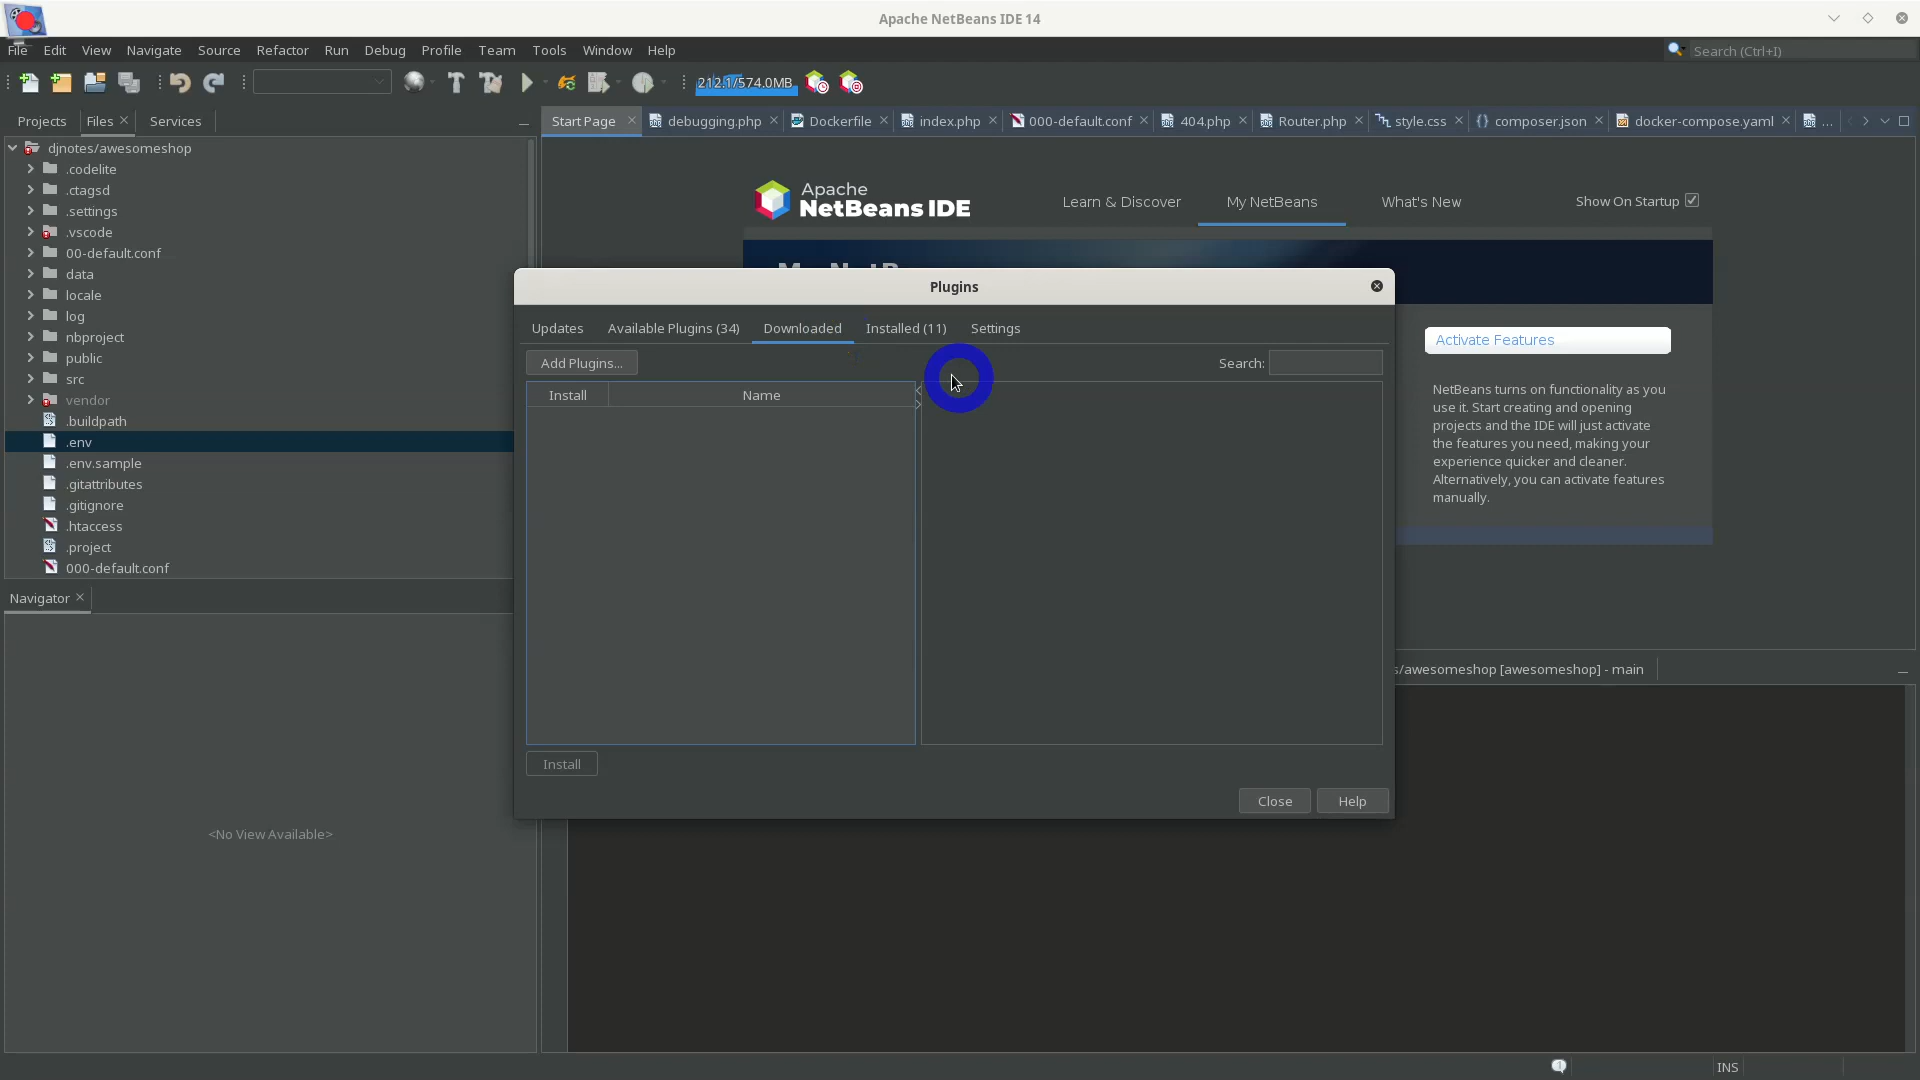 Apache NetBeans IDE 14
File Edit View Navigate Source Refactor Run Debug Profile Team Tools Window Help
Search (Ctrl+I)
212.1/574.0MB
Projects Files Services
Start Page debugging.php Dockerfile index.php 000-default.conf 404.php Router.php style.css composer.json docker-compose.yaml ...
djnotes/awesomeshop
.codelite
.ctagsd
.settings
.vscode
00-default.conf
data
locale
log
nbproject
public
src
vendor
.buildpath
.env
.env.sample
.gitattributes
.gitignore
.htaccess
.project
000-default.conf
Navigator
<No View Available>
Apache
NetBeans IDE
Learn & Discover My NetBeans What's New Show On Startup
Plugins
Updates Available Plugins (34) Downloaded Installed (11) Settings
Add Plugins... Search:
Install Name
Install
Close Help
Activate Features
NetBeans turns on functionality as you
use it. Start creating and opening
projects and the IDE will just activate
the features you need, making your
experience quicker and cleaner.
Alternatively, you can activate features
manually.
s/awesomeshop [awesomeshop] - main
INS